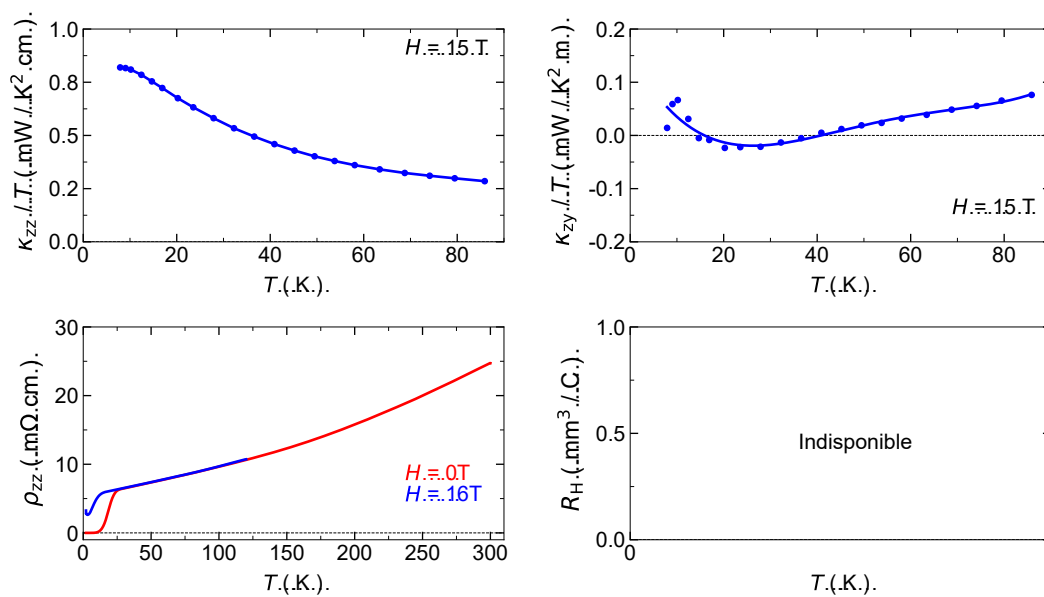 1.0
0.8
0.5
0.2
0.0
κzz./..T..(..mW../..K².cm.).
H.=..15..T.
20
40
60
80
T.(..K.).
0.2
0.1
0.0
-0.1
-0.2
κzy./..T..(..mW../..K².m.).
H.=..15..T.
0
20
40
60
80
T.(..K.).
30
20
10
0
ρzz.(..mΩ.cm.).
H.=..0T
H.=..16T
0
50
100
150
200
250
300
T.(..K.).
1.0
0.5
0.0
RH.(..mm³./..C.).
Indisponible
0
T.(..K.).